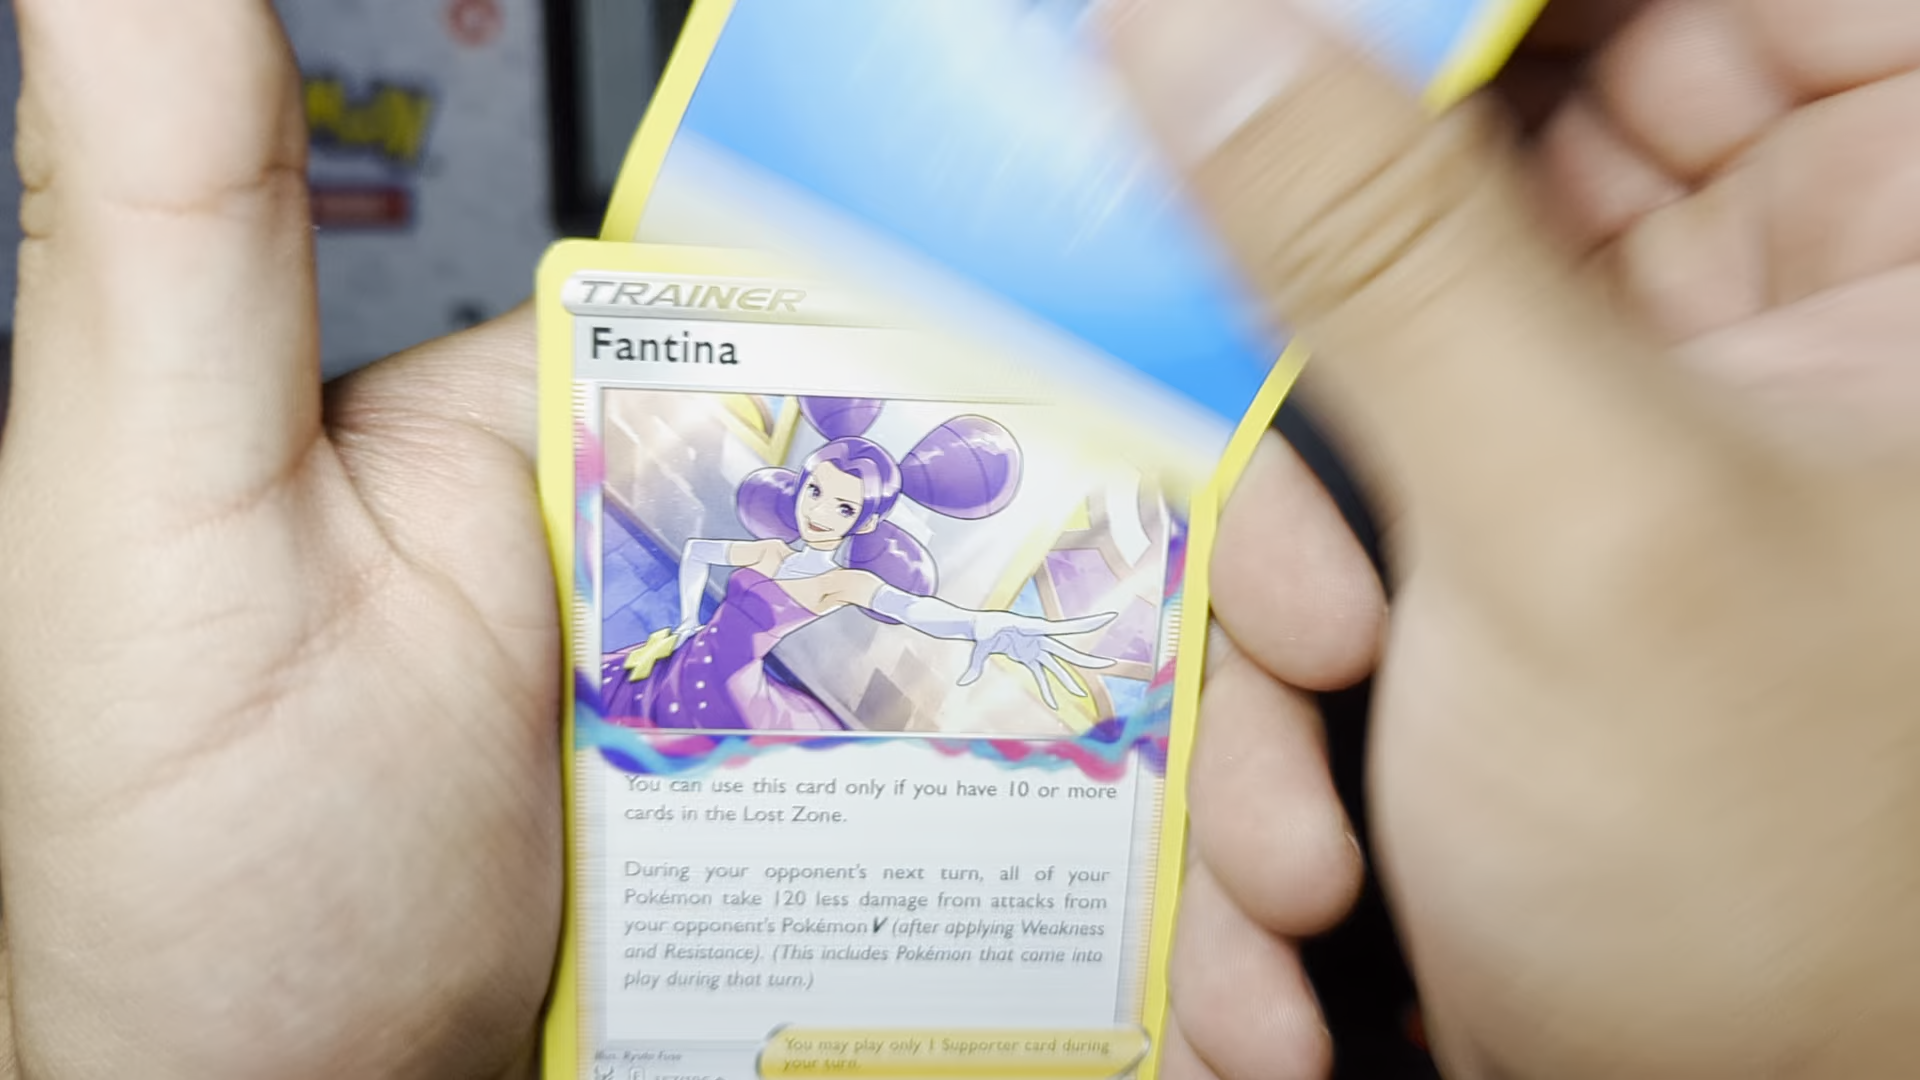 TRAINER
Fantina
You can use this card only if you have 10 or more
cards in the Lost Zone.
During your opponent's next turn, all of your
Pokémon take 120 less damage from attacks from
your opponent's Pokémon V (after applying Weakness
and Resistance). (This includes Pokémon that come into
play during that turn.)
You may play only 1 Supporter card during
your turn.
Illus. Ryuta Fuse